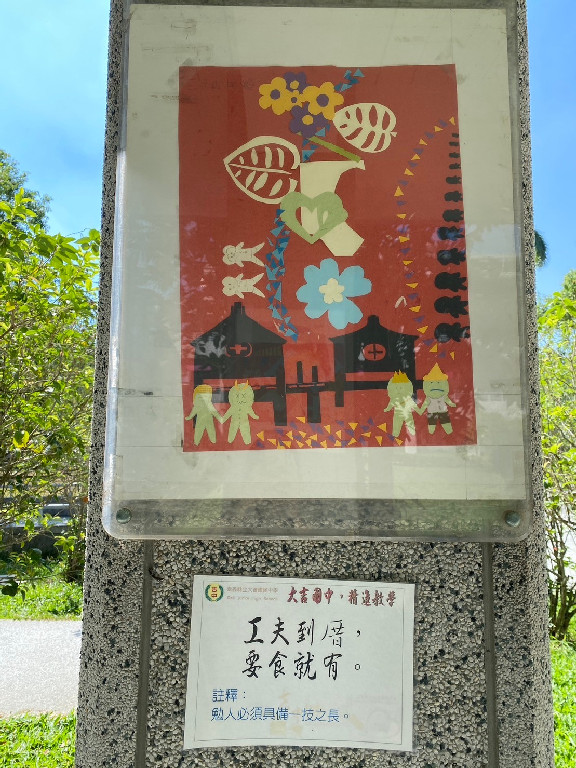 大吉國中，精進教學
工夫到厝，
要食就有。
註釋：
勉人必須具備一技之長。